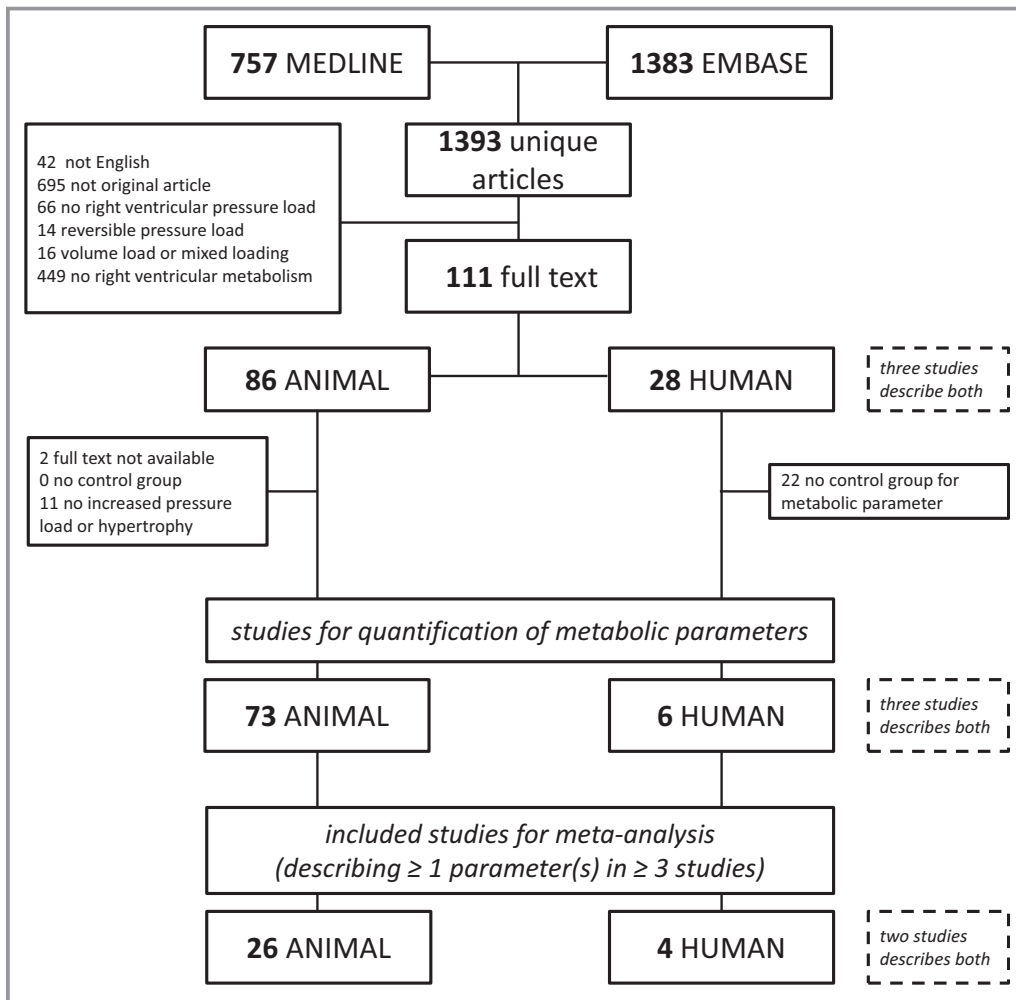 757 MEDLINE
1383 EMBASE
1393 unique
articles
42 not English
695 not original article
66 no right ventricular pressure load
14 reversible pressure load
16 volume load or mixed loading
449 no right ventricular metabolism
111 full text
86 ANIMAL
28 HUMAN
three studies
describe both
2 full text not available
0 no control group
11 no increased pressure
load or hypertrophy
22 no control group for
metabolic parameter
studies for quantification of metabolic parameters
73 ANIMAL
6 HUMAN
three studies
describes both
included studies for meta-analysis
(describing ≥ 1 parameter(s) in ≥ 3 studies)
26 ANIMAL
4 HUMAN
two studies
describes both